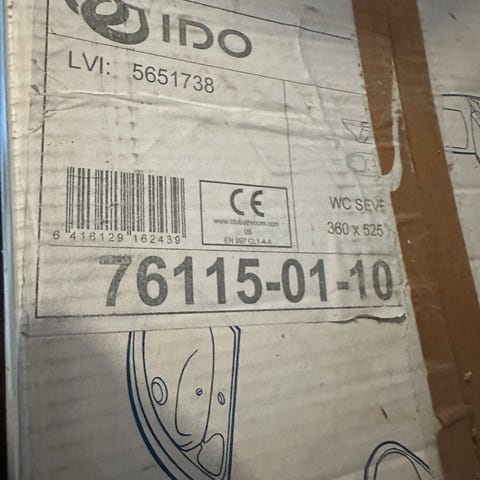 IDO
LVI: 5651738
CE
www.idobathroom.com
06
EN 997 CL1-4-A
WC SEVE
360 x 525
6 416129 162439
76115-01-10